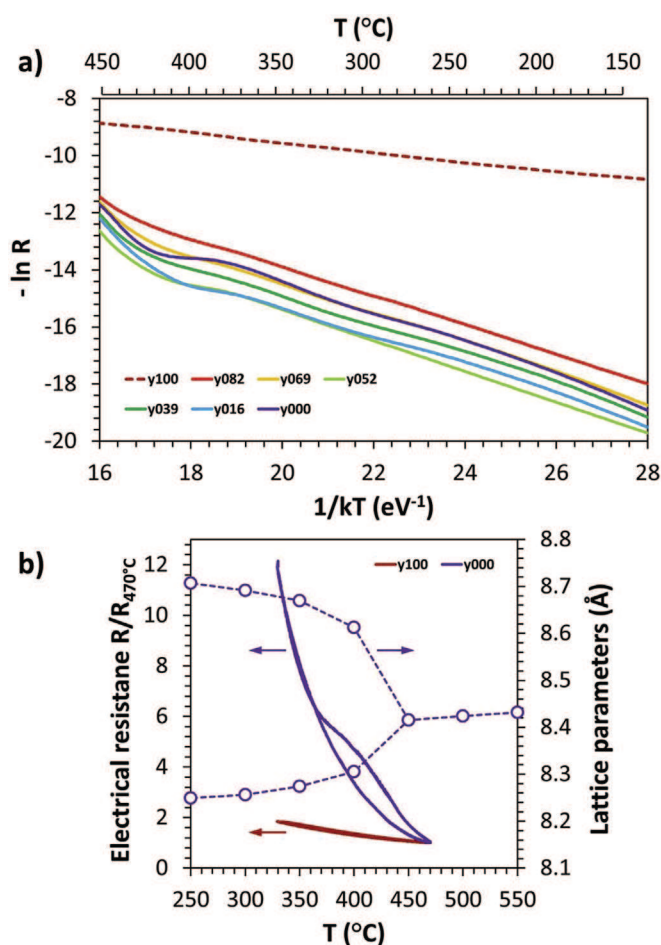 T (°C)
a)
450 400 350 300 250 200 150
-8
-10
-12
-14
-16
-18
-20
- ln R
y100 y082 y069 y052
y039 y016 y000
16 18 20 22 24 26 28
1/kT (eV-1)
b)
Electrical resistane R/R470°C
12
10
8
6
4
2
0
y100 y000
8.8
8.7
8.6
8.5
8.4
8.3
8.2
8.1
Lattice parameters (Å)
250 300 350 400 450 500 550
T (°C)